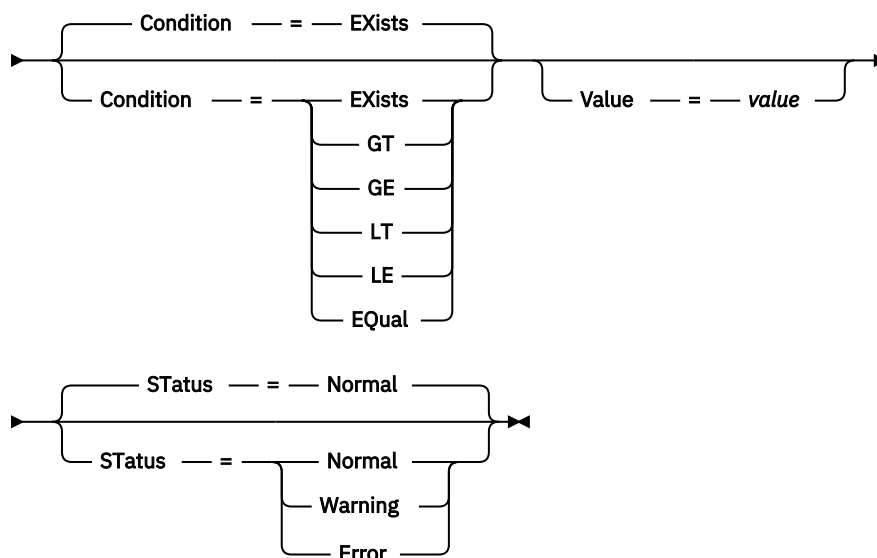 Condition = EXists
Condition = EXists
Value = value
GT
GE
LT
LE
EQual
STatus = Normal
STatus = Normal
Warning
Error